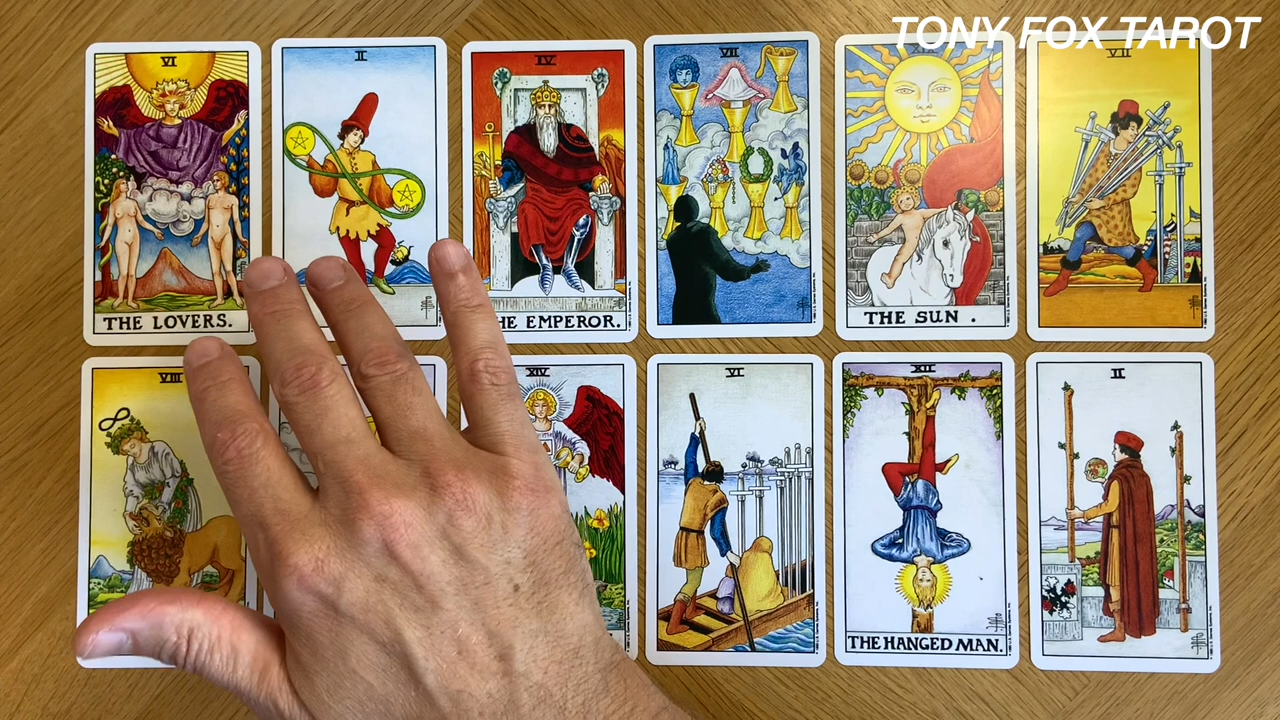 TONY FOX TAROT
VI
II
IV
VII
VII
THE LOVERS.
HE EMPEROR.
THE SUN .
VIII
XIV
VI
XII
II
THE HANGED MAN.